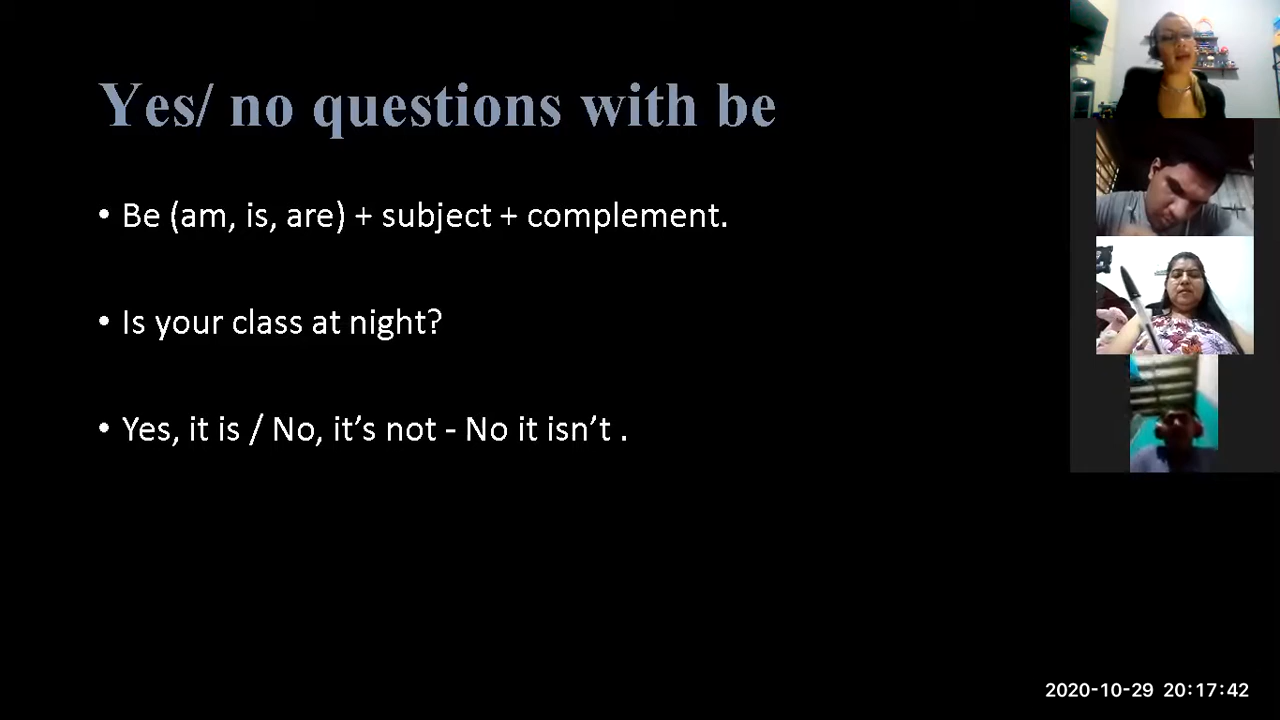 Yes/ no questions with be
• Be (am, is, are) + subject + complement.
• Is your class at night?
• Yes, it is / No, it’s not - No it isn’t .
2020-10-29 20:17:42